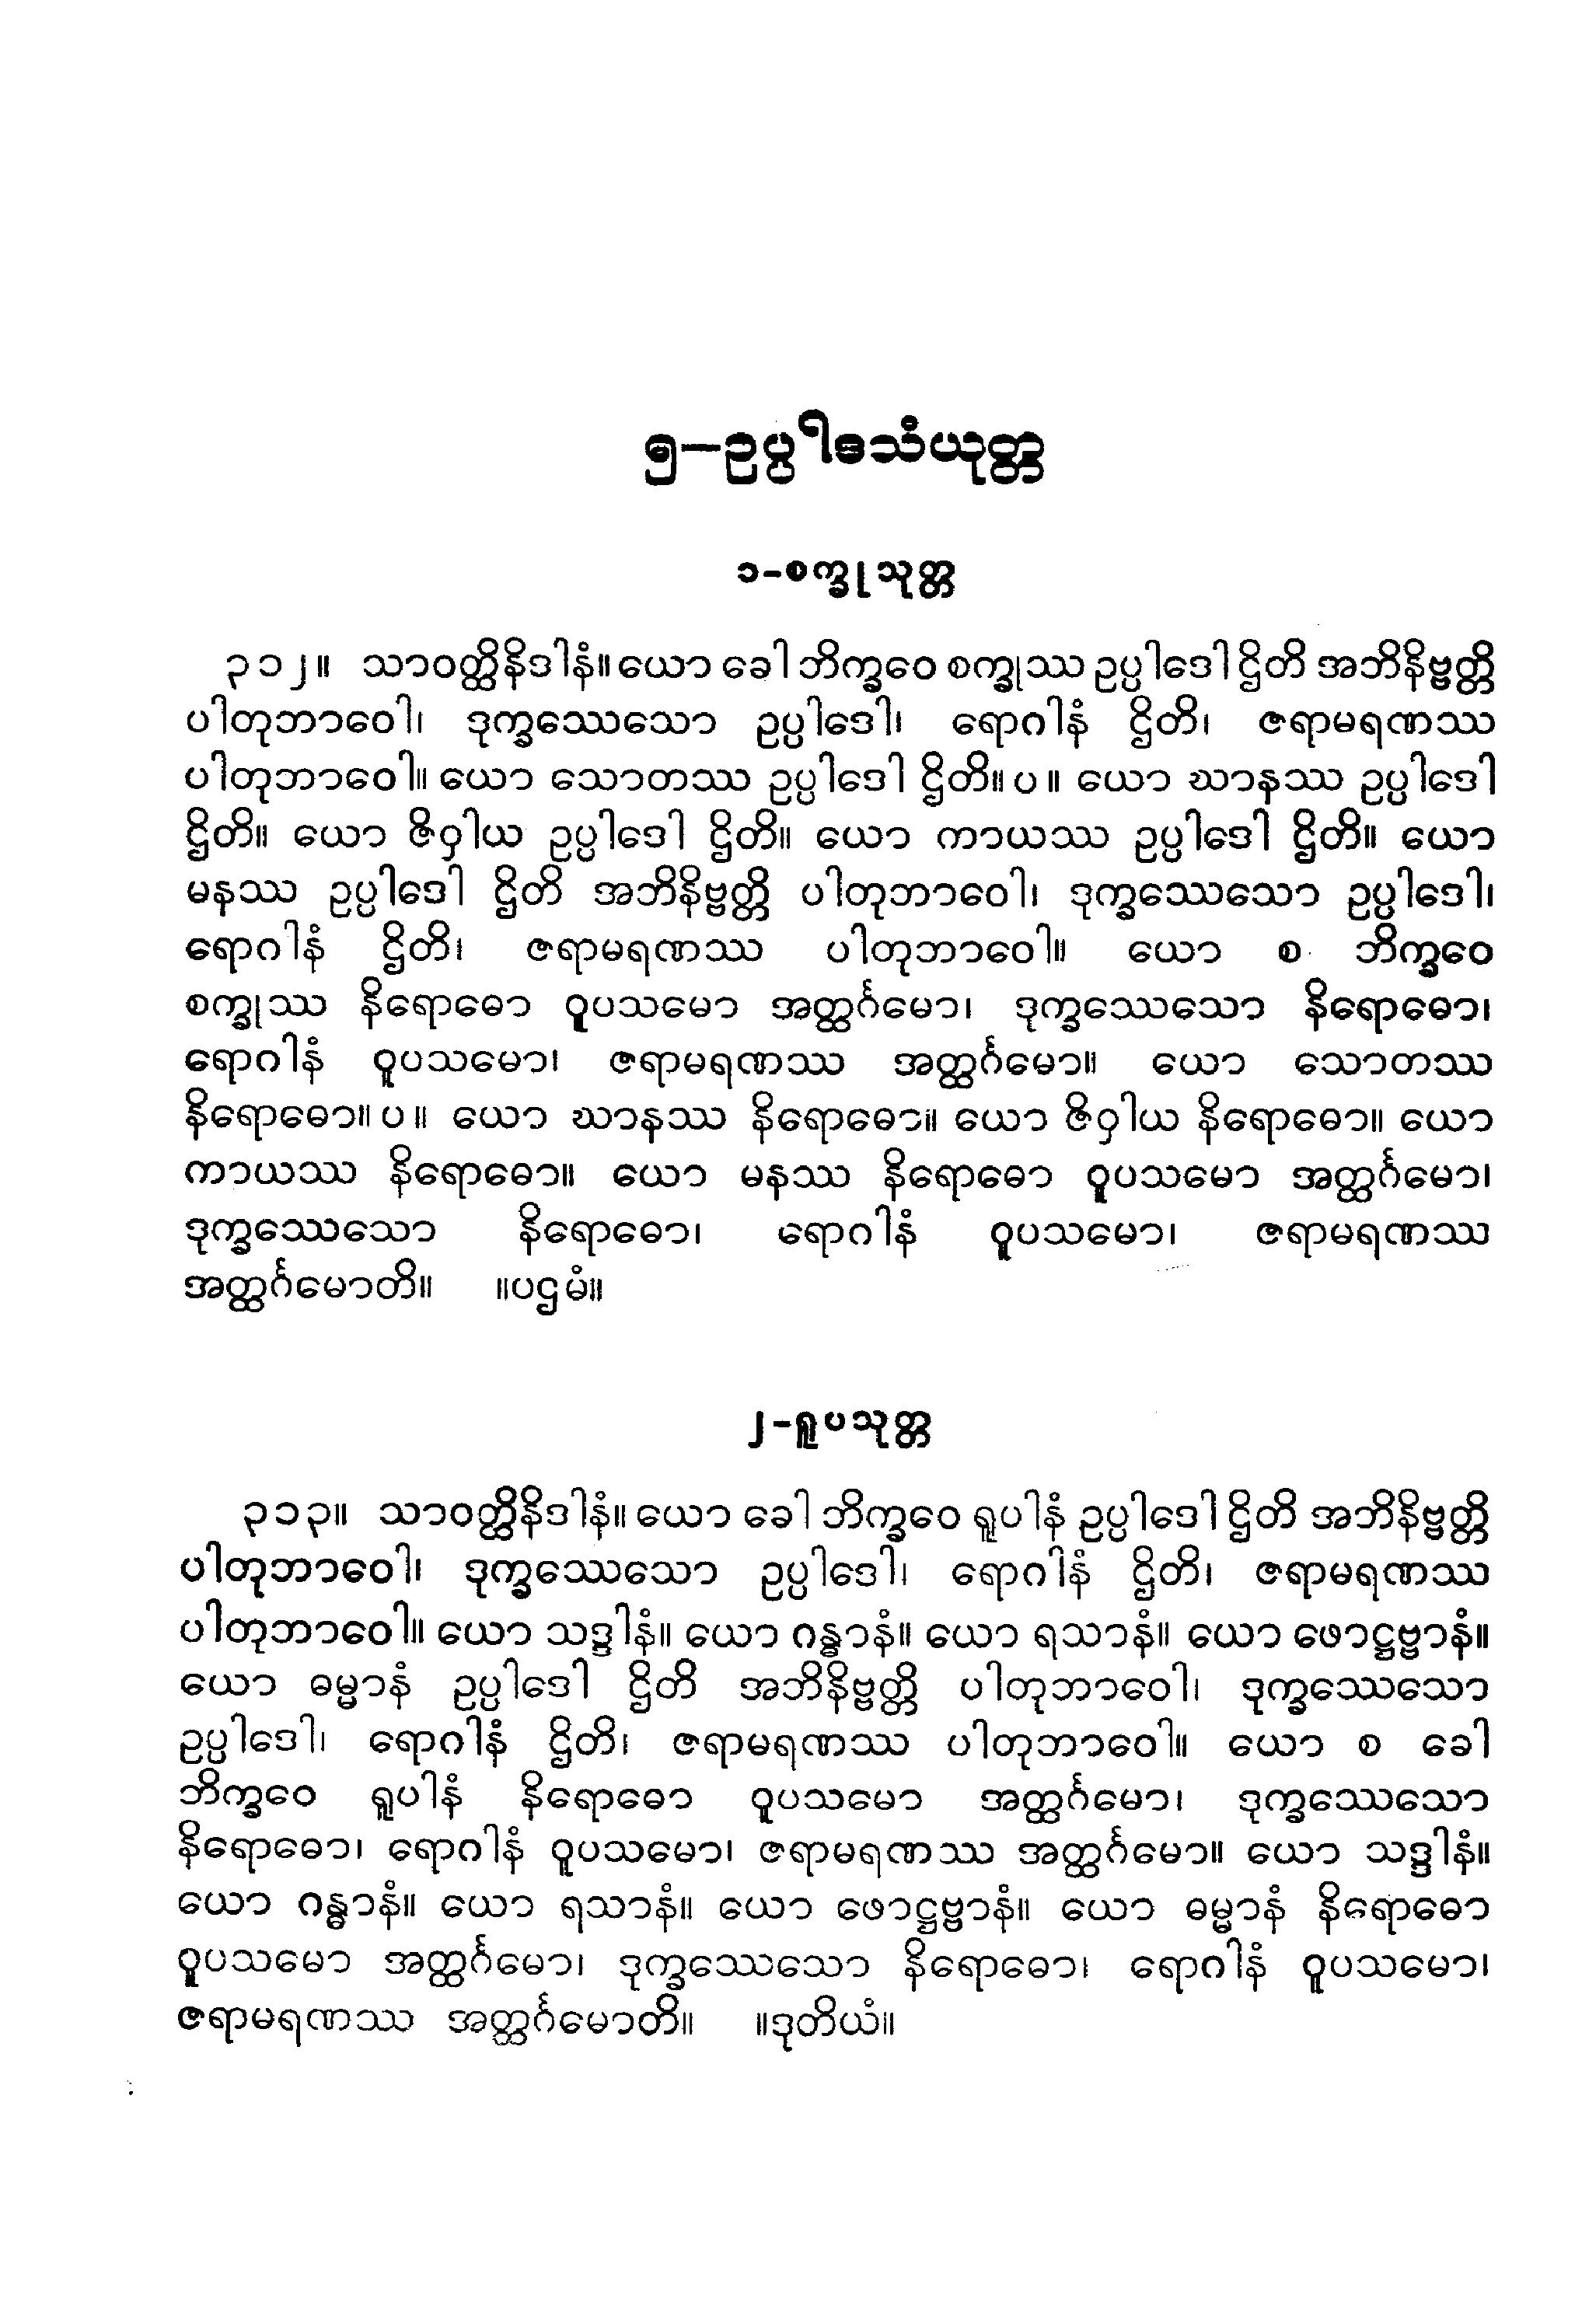 ၅–ဥပ္ပါဒသံယုတ္တ
၁-စက္ခုသုတ္တ
၃၁၂။ သာဝတ္ထိနိဒါနံ။ ယော ခေါ ဘိက္ခဝေ စက္ခုဿ ဥပ္ပါဒေါ ဌိတိ အဘိနိဗ္ဗတ္တိ
ပါတုဘာဝေါ၊ ဒုက္ခဿေသော ဥပ္ပါဒေါ၊ ရောဂါနံ ဌိတိ၊ ဇရာမရဏဿ
ပါတုဘာဝေါ။ ယော သောတဿ ဥပ္ပါဒေါ ဌိတိ။ ပ ။ ယော ဃာနဿ ဥပ္ပါဒေါ
ဌိတိ။ ယော ဇိဝှါယ ဥပ္ပါဒေါ ဌိတိ။ ယော ကာယဿ ဥပ္ပါဒေါ ဌိတိ။ ယော
မနဿ ဥပ္ပါဒေါ ဌိတိ အဘိနိဗ္ဗတ္တိ ပါတုဘာဝေါ၊ ဒုက္ခဿေသော ဥပ္ပါဒေါ၊
ရောဂါနံ ဌိတိ၊ ဇရာမရဏဿ ပါတုဘာဝေါ။ ယော စ ဘိက္ခဝေ
စက္ခုဿ နိရောဓော ဝူပသမော အတ္ထင်္ဂမော၊ ဒုက္ခဿေသော နိရောဓော၊
ရောဂါနံ ဝူပသမော၊ ဇရာမရဏဿ အတ္ထင်္ဂမော။ ယော သောတဿ
နိရောဓော။ ပ ။ ယော ဃာနဿ နိရောဓော။ ယော ဇိဝှါယ နိရောဓော။ ယော
ကာယဿ နိရောဓော။ ယော မနဿ နိရောဓော ဝူပသမော အတ္ထင်္ဂမော၊
ဒုက္ခဿေသော နိရောဓော၊ ရောဂါနံ ဝူပသမော၊ ဇရာမရဏဿ
အတ္ထင်္ဂမောတိ။ ။ပဌမံ။
၂-ရူပသုတ္တ
၃၁၃။ သာဝတ္ထိနိဒါနံ။ ယော ခေါ ဘိက္ခဝေ ရူပါနံ ဥပ္ပါဒေါ ဌိတိ အဘိနိဗ္ဗတ္တိ
ပါတုဘာဝေါ၊ ဒုက္ခဿေသော ဥပ္ပါဒေါ၊ ရောဂါနံ ဌိတိ၊ ဇရာမရဏဿ
ပါတုဘာဝေါ။ ယော သဒ္ဒါနံ။ ယော ဂန္ဓာနံ။ ယော ရသာနံ။ ယော ဖောဋ္ဌဗ္ဗာနံ။
ယော ဓမ္မာနံ ဥပ္ပါဒေါ ဌိတိ အဘိနိဗ္ဗတ္တိ ပါတုဘာဝေါ၊ ဒုက္ခဿေသော
ဥပ္ပါဒေါ၊ ရောဂါနံ ဌိတိ၊ ဇရာမရဏဿ ပါတုဘာဝေါ။ ယော စ ခေါ
ဘိက္ခဝေ ရူပါနံ နိရောဓော ဝူပသမော အတ္ထင်္ဂမော၊ ဒုက္ခဿေသော
နိရောဓော၊ ရောဂါနံ ဝူပသမော၊ ဇရာမရဏဿ အတ္ထင်္ဂမော။ ယော သဒ္ဒါနံ။
ယော ဂန္ဓာနံ။ ယော ရသာနံ။ ယော ဖောဋ္ဌဗ္ဗာနံ။ ယော ဓမ္မာနံ နိရောဓော
ဝူပသမော အတ္ထင်္ဂမော၊ ဒုက္ခဿေသော နိရောဓော၊ ရောဂါနံ ဝူပသမော၊
ဇရာမရဏဿ အတ္ထင်္ဂမောတိ။ ။ဒုတိယံ။